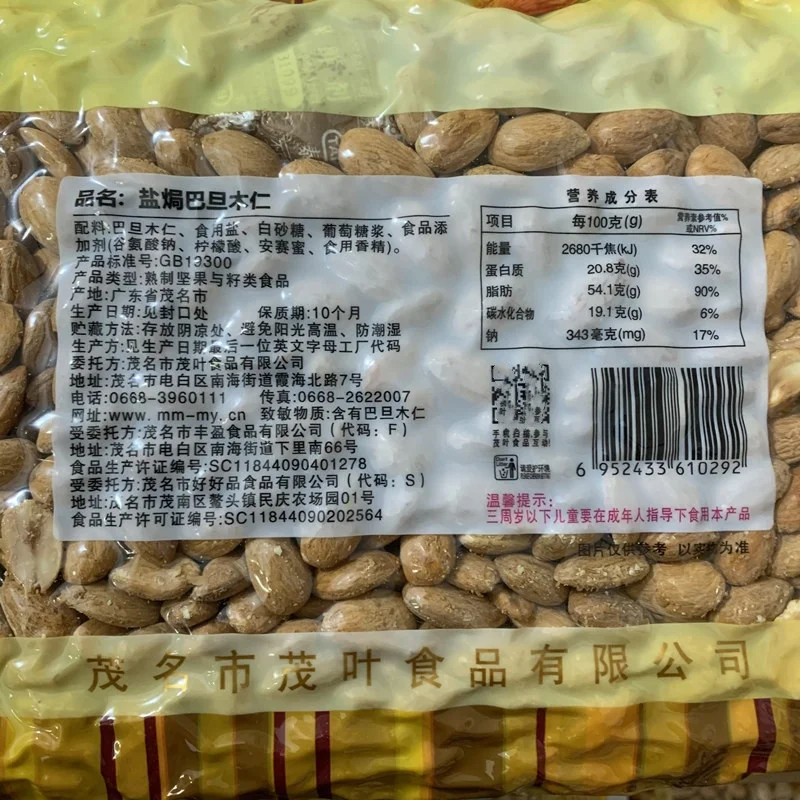 品名：盐焗巴旦木仁
配料:巴旦木仁、食用盐、白砂糖、葡萄糖浆、食品添
加剂(谷氨酸钠、柠檬酸、安赛蜜、食用香精)。
产品标准号:GB19300
产品类型:熟制坚果与籽类食品
产地:广东省茂名市
生产日期:见封口处 保质期:10个月
贮藏方法:存放阴凉处、避免阳光高温、防潮湿
生产方:见生产日期最后一位英文字母工厂代码
委托方:茂名市茂叶食品有限公司
地址:茂名市电白区南海街道霞海北路7号
电话:0668-3960111 传真:0668-2622007
网址:www.mm-my.cn 致敏物质:含有巴旦木仁
受委托方:茂名市丰盈食品有限公司（代码：F）
地址:茂名市电白区南海街道下里南66号
食品生产许证编号:SC11844090401278
受委托方:茂名市好好品食品有限公司（代码：S）
地址:茂名市茂南区鳌头镇民庆农场园01号
食品生产许可证编号:SC11844090202564
营养成分表
项目 每100克(g) 营养素参考值%
或NRV%
能量 2680千焦(kJ) 32%
蛋白质 20.8克(g) 35%
脂肪 54.1克(g) 90%
碳水化合物 19.1克(g) 6%
钠 343毫克(mg) 17%
手机扫描,参与
茂叶食品互动!
请爱护环境
6 952433 610292
温馨提示:
三周岁以下儿童要在成年人指导下食用本产品
图片仅供参考 以实物为准
茂名市茂叶食品有限公司